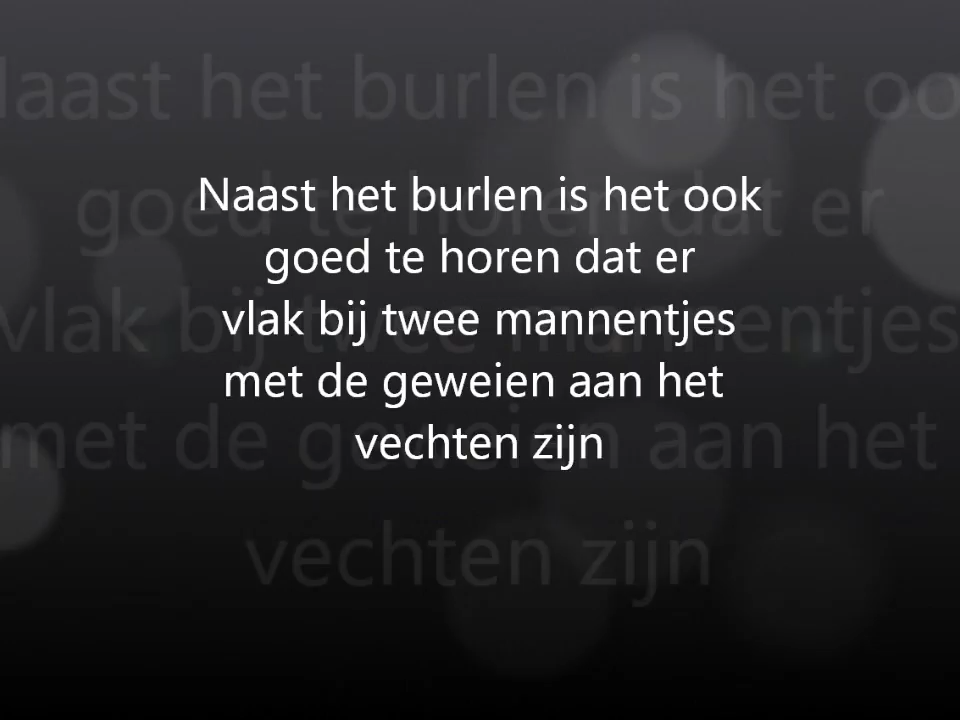 Naast het burlen is het ook
goed te horen dat er
vlak bij twee mannentjes
met de geweien aan het
vechten zijn